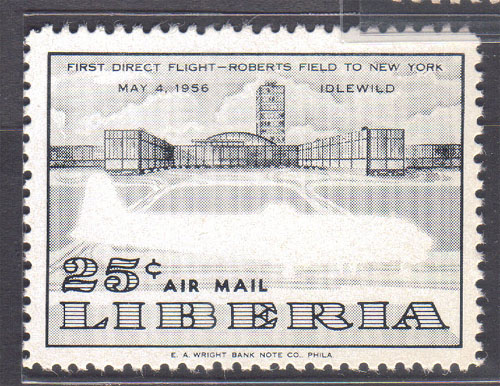 FIRST DIRECT FLIGHT—ROBERTS FIELD TO NEW YORK
MAY 4, 1956 IDLEWILD
25¢ AIR MAIL
LIBERIA
E. A. WRIGHT BANK NOTE CO., PHILA.